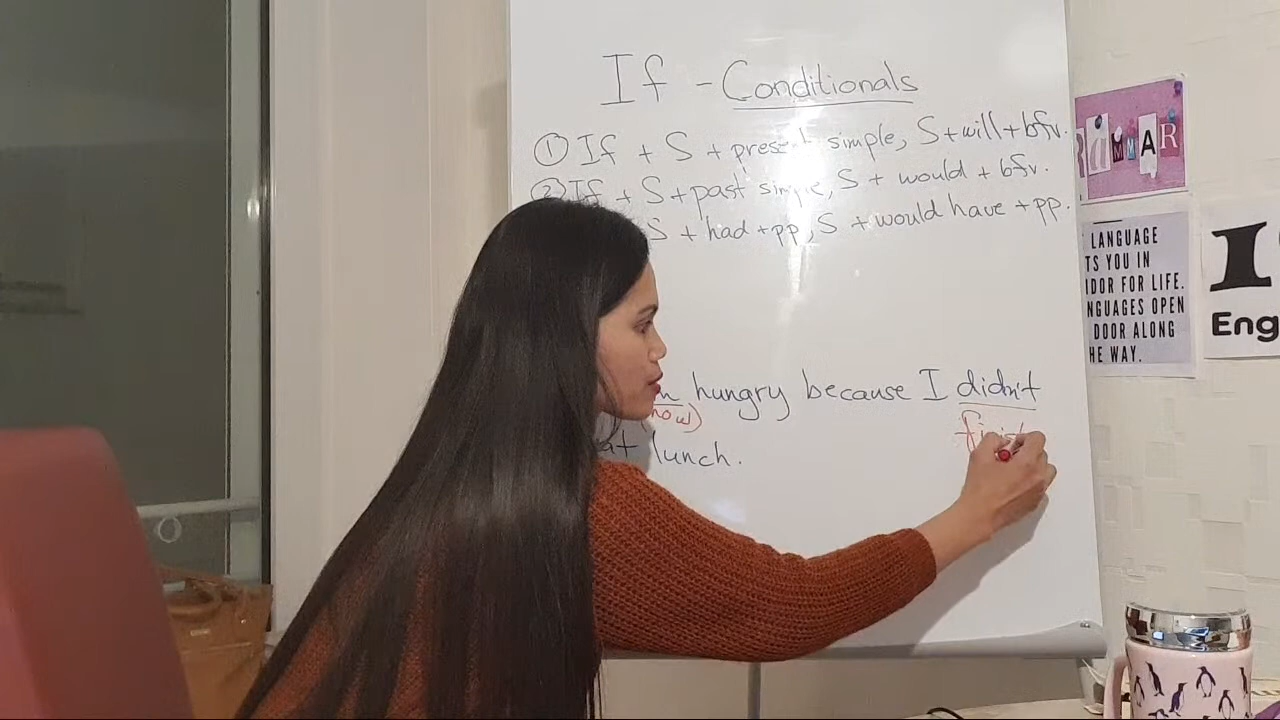 If - Conditionals
① If + S + present simple, S + will + bfv.
② If + S + past simple, S + would + bfv.
S + had + pp, S + would have + pp.
hungry because I didn't
now)
at lunch.
LANGUAGE
TS YOU IN
IDOR FOR LIFE.
NGUAGES OPEN
DOOR ALONG
HE WAY.
I
Eng